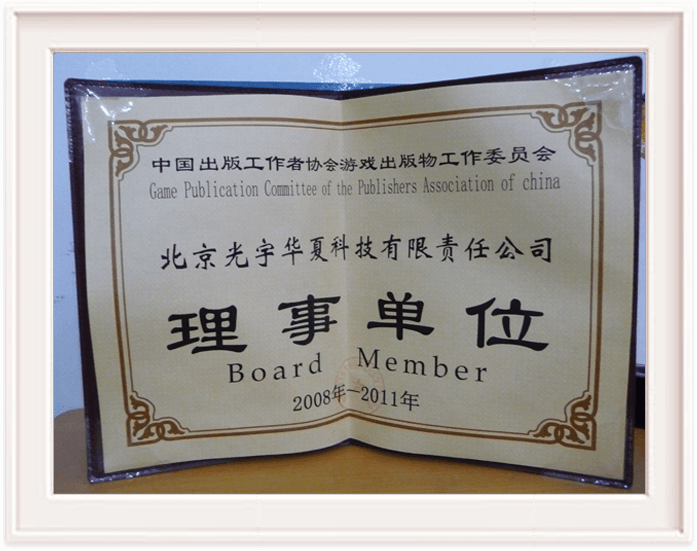 中国出版工作者协会游戏出版物工作委员会
Game Publication Committee of the Publishers Association of china
北京光宇华夏科技有限责任公司
理事单位
Board Member
2008年—2011年